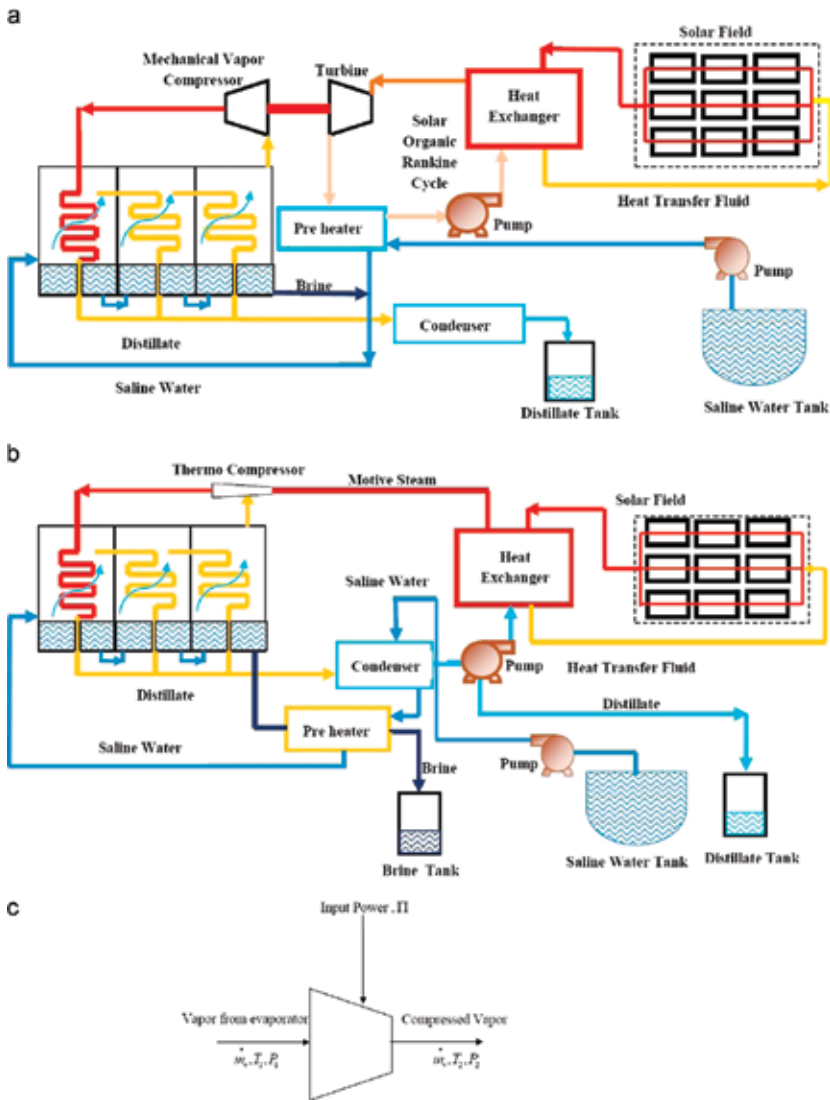 a
Solar Field
Mechanical Vapor
Compressor
Turbine
Heat
Exchanger
Solar
Organic
Rankine
Cycle
Heat Transfer Fluid
Pre heater
Pump
Pump
Brine
Condenser
Distillate
Saline Water
Distillate Tank
Saline Water Tank
b
Thermo Compressor
Motive Steam
Solar Field
Heat
Exchanger
Saline Water
Condenser
Pump
Heat Transfer Fluid
Distillate
Distillate
Pre heater
Saline Water
Brine
Pump
Brine Tank
Saline Water Tank
Distillate Tank
c
Input Power , Π
Vapor from evaporator
Compressed Vapor